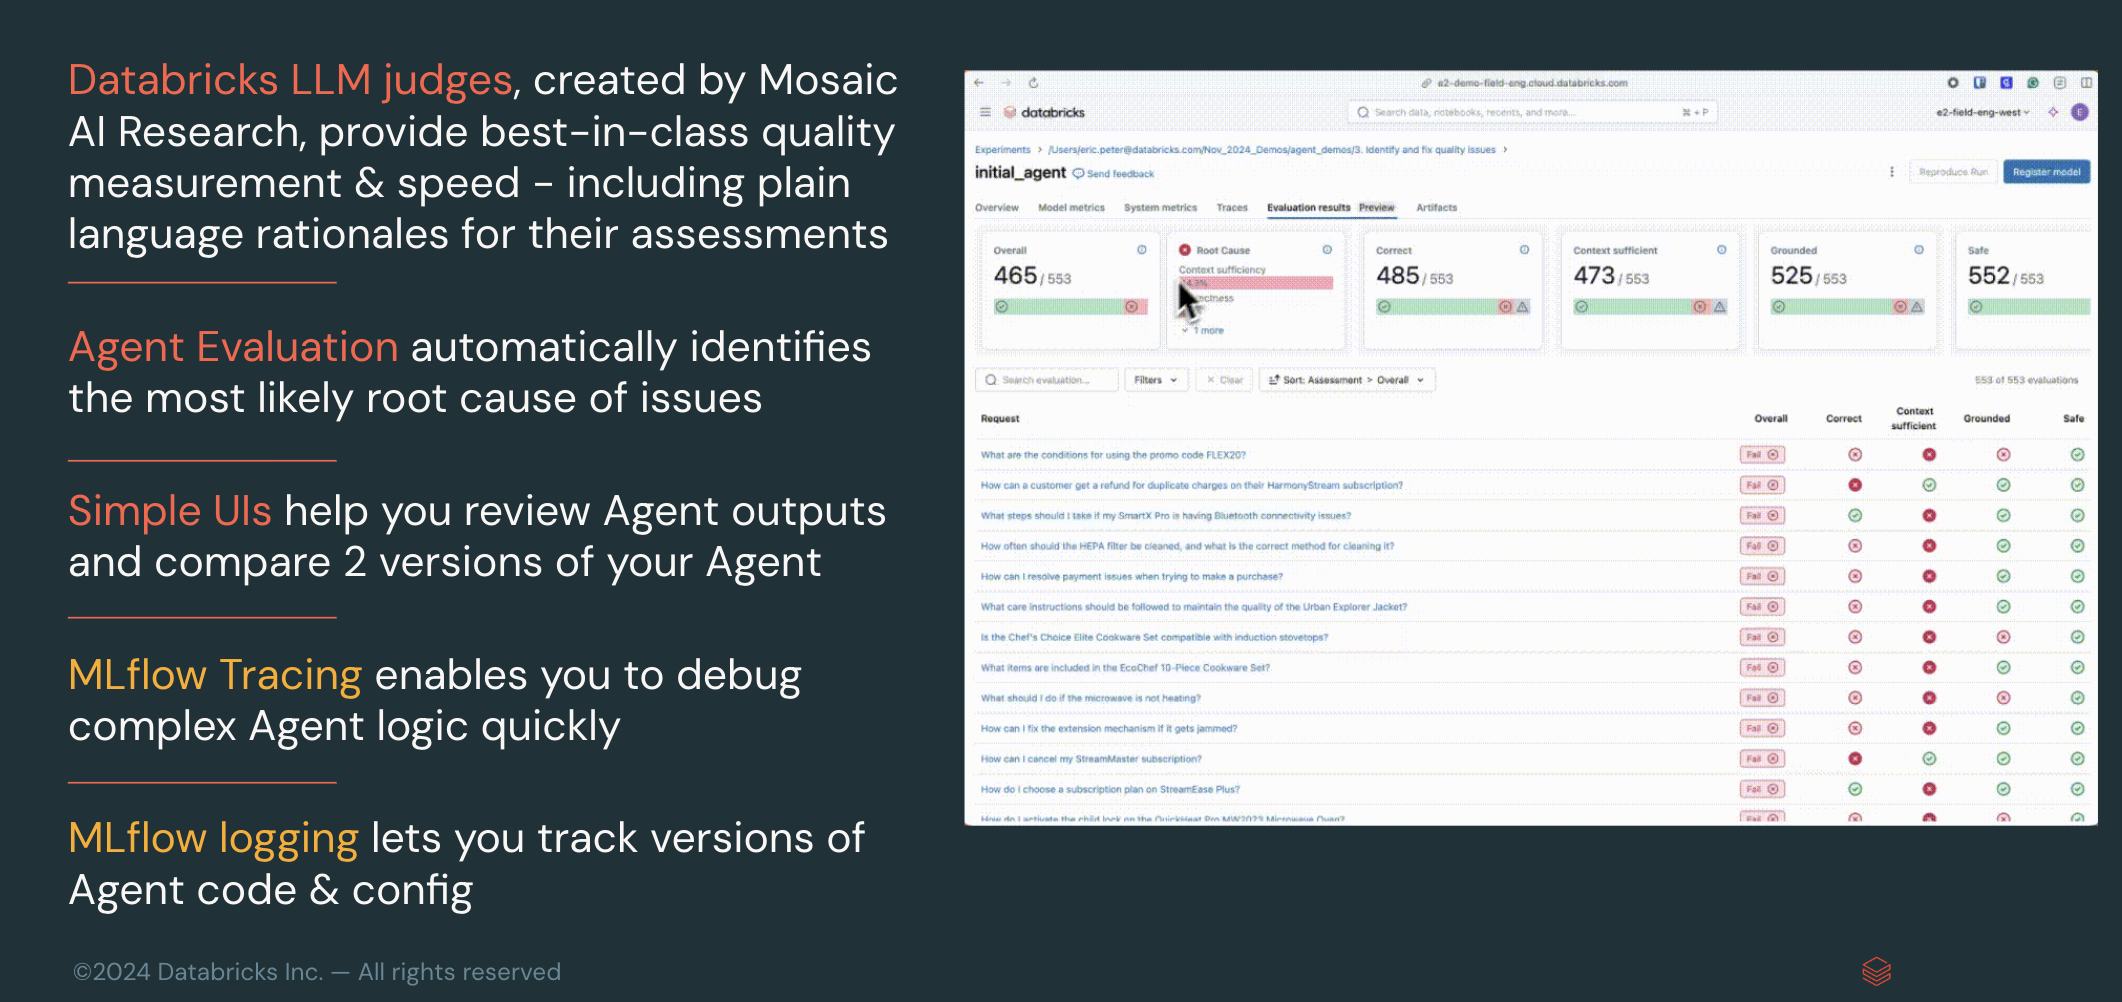 Databricks LLM judges, created by Mosaic
AI Research, provide best-in-class quality
measurement & speed - including plain
language rationales for their assessments
Agent Evaluation automatically identifies
the most likely root cause of issues
Simple UIs help you review Agent outputs
and compare 2 versions of your Agent
MLflow Tracing enables you to debug
complex Agent logic quickly
MLflow logging lets you track versions of
Agent code & config
©2024 Databricks Inc. — All rights reserved
e2-demo-field-eng.cloud.databricks.com
databricks
Search data, notebooks, recents, and more...
⌘ + P
e2-field-eng-west
E
Experiments > /Users/eric.peter@databricks.com/Nov_2024_Demos/agent_demos/3. Identify and fix quality issues >
initial_agent Send feedback
Reproduce Run Register model
Overview Model metrics System metrics Traces Evaluation results Preview Artifacts
Overall
465 / 553
Root Cause
Context sufficiency
1 more
Correct
485 / 553
Context sufficient
473 / 553
Grounded
525 / 553
Safe
552 / 553
Search evaluation... Filters Clear Sort: Assessment > Overall
553 of 553 evaluations
Request Overall Correct Context sufficient Grounded Safe
What are the conditions for using the promo code FLEX20? Fail
How can a customer get a refund for duplicate charges on their HarmonyStream subscription? Fail
What steps should I take if my SmartX Pro is having Bluetooth connectivity issues? Fail
How often should the HEPA filter be cleaned, and what is the correct method for cleaning it? Fail
How can I resolve payment issues when trying to make a purchase? Fail
What care instructions should be followed to maintain the quality of the Urban Explorer Jacket? Fail
Is the Chef's Choice Elite Cookware Set compatible with induction stovetops? Fail
What items are included in the EcoChef 10-Piece Cookware Set? Fail
What should I do if the microwave is not heating? Fail
How can I fix the extension mechanism if it gets jammed? Fail
How can I cancel my StreamMaster subscription? Fail
How do I choose a subscription plan on StreamEase Plus? Fail
How do I activate the child lock on the QuickHeat Pro MW2023 Microwave Oven? Fail